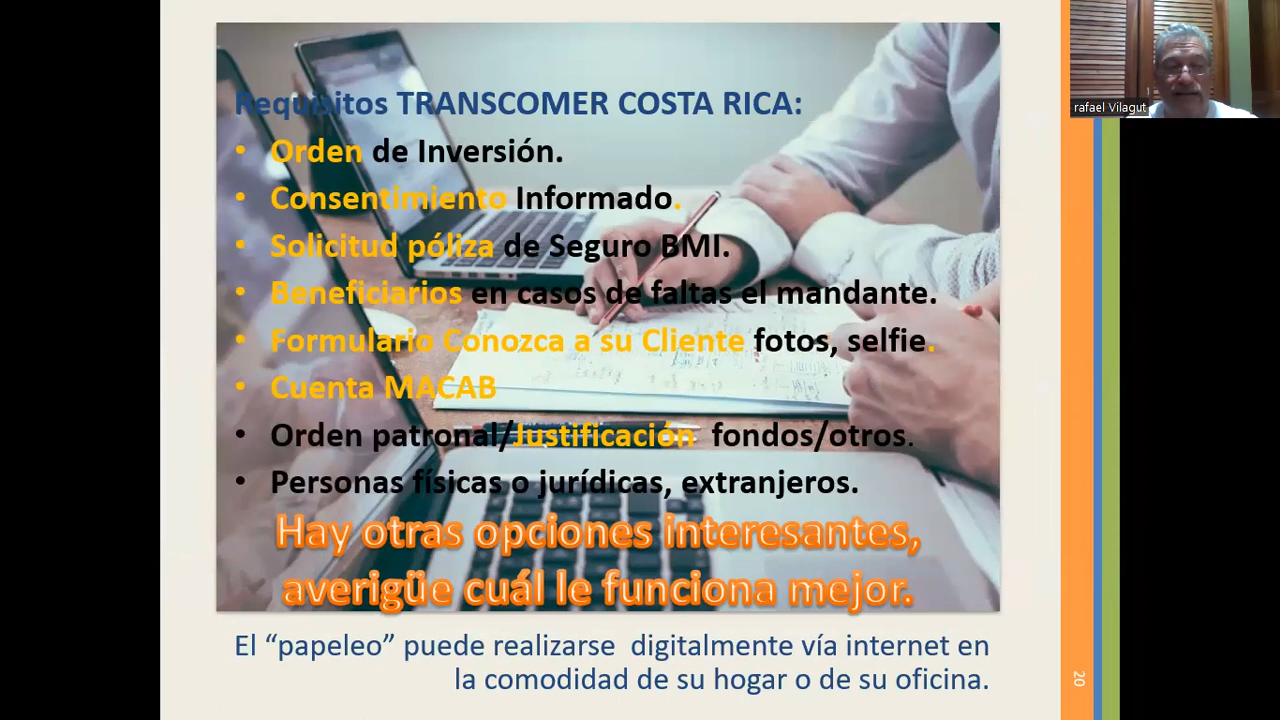 Requisitos TRANSCOMER COSTA RICA:
• Orden de Inversión.
• Consentimiento Informado.
• Solicitud póliza de Seguro BMI.
• Beneficiarios en casos de faltas el mandante.
• Formulario Conozca a su Cliente fotos, selfie.
• Cuenta MACAB
• Orden patronal/Justificación fondos/otros.
• Personas físicas o jurídicas, extranjeros.
Hay otras opciones interesantes,
averigüe cuál le funciona mejor.
El “papeleo” puede realizarse digitalmente vía internet en
la comodidad de su hogar o de su oficina.
20
rafael Vilagut